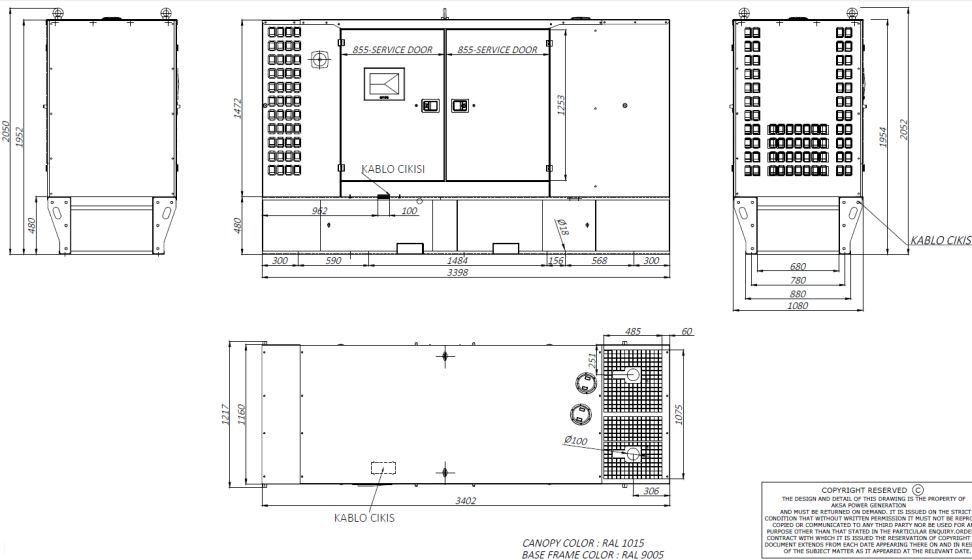 2050
1952
480
1472
480
855-SERVICE DOOR
855-SERVICE DOOR
1253
KABLO CIKISI
962
100
Ø18
300
590
1484
156
568
300
3398
1954
2052
KABLO CIKIS
680
780
880
1080
485
60
251
1217
1160
1075
Ø100
306
KABLO CIKIS
3402
CANOPY COLOR : RAL 1015
BASE FRAME COLOR : RAL 9005
COPYRIGHT RESERVED ©
THE DESIGN AND DETAIL OF THIS DRAWING IS THE PROPERTY OF
AKSA POWER GENERATION
AND MUST BE RETURNED ON DEMAND. IT IS ISSUED ON THE STRICT
CONDITION THAT WITHOUT WRITTEN PERMISSION IT MUST NOT BE REPRO
COPIED OR COMMUNICATED TO ANY THIRD PARTY NOR BE USED FOR A
PURPOSE OTHER THAN THAT STATED IN THE PARTICULAR ENQUIRY,ORDE
CONTRACT WITH WHICH IT IS ISSUED THE RESERVATION OF COPYRIGHT
DOCUMENT EXTENDS FROM EACH DATE APPEARING THERE ON AND IN RE
OF THE SUBJECT MATTER AS IT APPEARED AT THE RELEVANT DATE